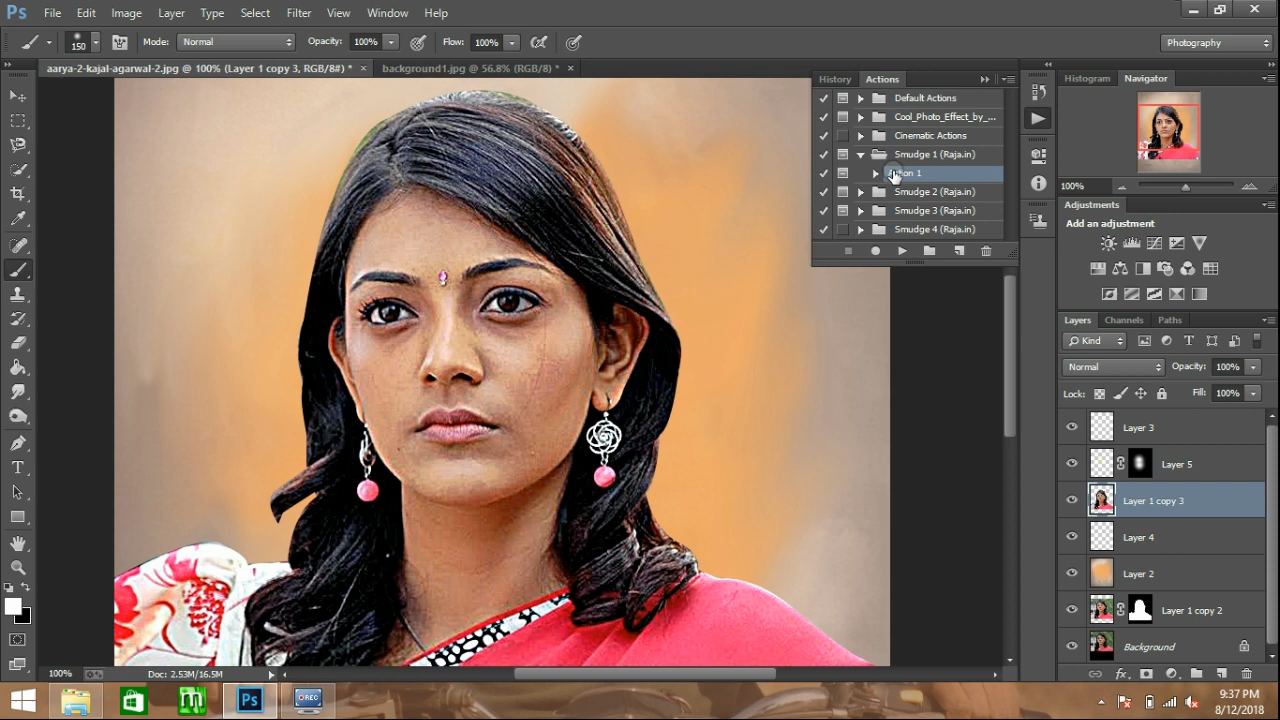 Ps File Edit Image Layer Type Select Filter View Window Help
150 Mode: Normal Opacity: 100% Flow: 100% Photography
aarya-2-kajal-agarwal-2.jpg @ 100% (Layer 1 copy 3, RGB/8#) * × background1.jpg @ 56.8% (RGB/8) * ×
History Actions
Default Actions
Cool_Photo_Effect_by_...
Cinematic Actions
Smudge 1 (Raja.in)
Smudge 2 (Raja.in)
Smudge 3 (Raja.in)
Smudge 4 (Raja.in)
Histogram Navigator
100%
Adjustments
Add an adjustment
Layers Channels Paths
Kind
Normal Opacity: 100%
Lock: Fill: 100%
Layer 3
Layer 5
Layer 1 copy 3
Layer 4
Layer 2
Layer 1 copy 2
Background
fx
100% Doc: 2.53M/16.5M
Ps REC
9:37 PM
8/12/2018